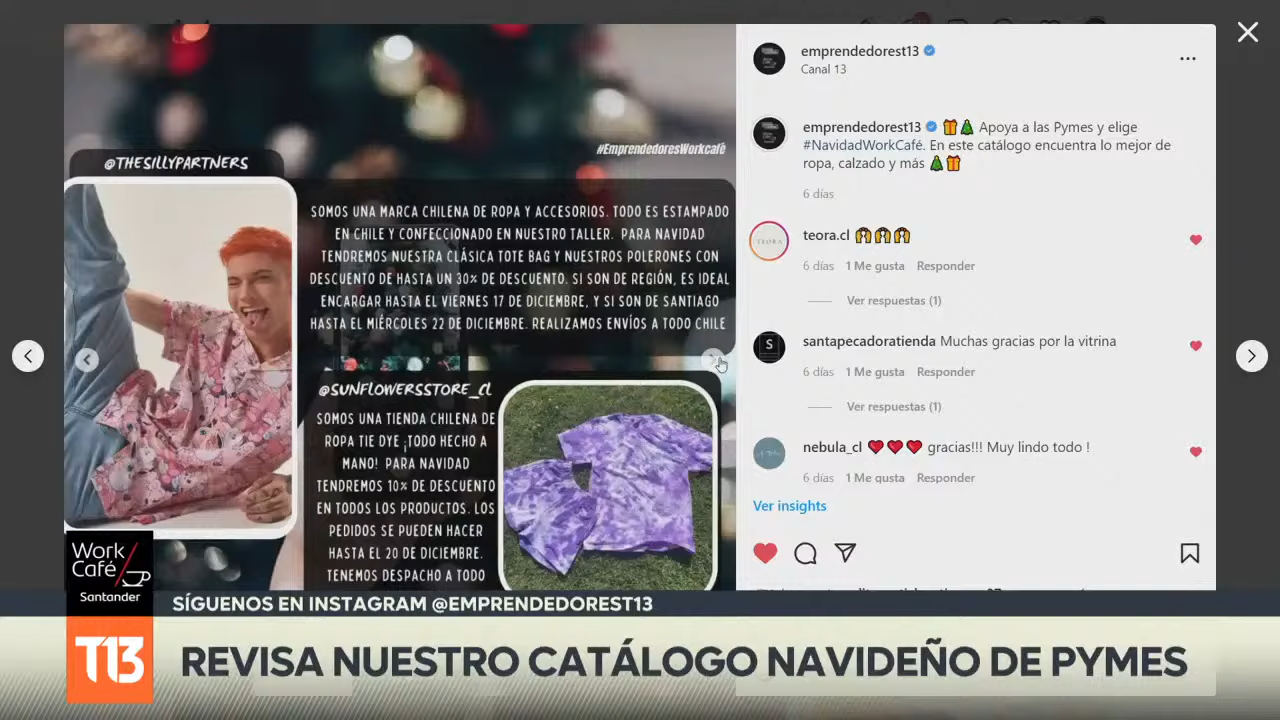 @THESILLYPARTNERS
#EmprendedoresWorkcafé
SOMOS UNA MARCA CHILENA DE ROPA Y ACCESORIOS. TODO ES ESTAMPADO
EN CHILE Y CONFECCIONADO EN NUESTRO TALLER. PARA NAVIDAD
TENDREMOS NUESTRA CLÁSICA TOTE BAG Y NUESTROS POLERONES CON
DESCUENTO DE HASTA UN 30% DE DESCUENTO. SI SON DE REGIÓN, ES IDEAL
ENCARGAR HASTA EL VIERNES 17 DE DICIEMBRE, Y SI SON DE SANTIAGO
HASTA EL MIÉRCOLES 22 DE DICIEMBRE. REALIZAMOS ENVÍOS A TODO CHILE
@SUNFLOWERSSTORE_CL
SOMOS UNA TIENDA CHILENA DE
ROPA TIE DYE ¡TODO HECHO A
MANO! PARA NAVIDAD
TENDREMOS 10% DE DESCUENTO
EN TODOS LOS PRODUCTOS. LOS
PEDIDOS SE PUEDEN HACER
HASTA EL 20 DE DICIEMBRE.
TENEMOS DESPACHO A TODO
emprendedorest13
Canal 13
emprendedorest13 🎁🎄 Apoya a las Pymes y elige
#NavidadWorkCafé. En este catálogo encuentra lo mejor de
ropa, calzado y más 🎄🎁
6 días
TEORA
teora.cl 🙌🙌🙌
6 días 1 Me gusta Responder
Ver respuestas (1)
S
santapecadoratienda Muchas gracias por la vitrina
6 días 1 Me gusta Responder
Ver respuestas (1)
nebula_cl ❤️❤️❤️ gracias!!! Muy lindo todo !
6 días 1 Me gusta Responder
Ver insights
Work
Café
Santander
SÍGUENOS EN INSTAGRAM @EMPRENDEDOREST13
T13
REVISA NUESTRO CATÁLOGO NAVIDEÑO DE PYMES